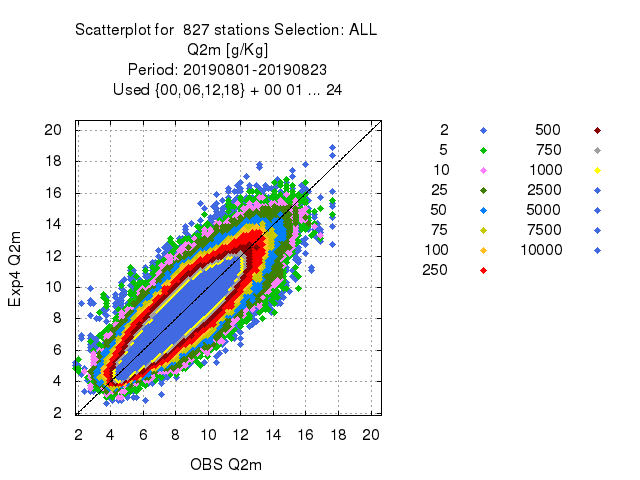 Scatterplot for  827 stations Selection: ALL
Q2m [g/Kg]
Period: 20190801-20190823
Used {00,06,12,18} + 00 01 ... 24
20
18
16
14
12
10
8
6
4
2
Exp4 Q2m
2 4 6 8 10 12 14 16 18 20
OBS Q2m
2 500
5 750
10 1000
25 2500
50 5000
75 7500
100 10000
250